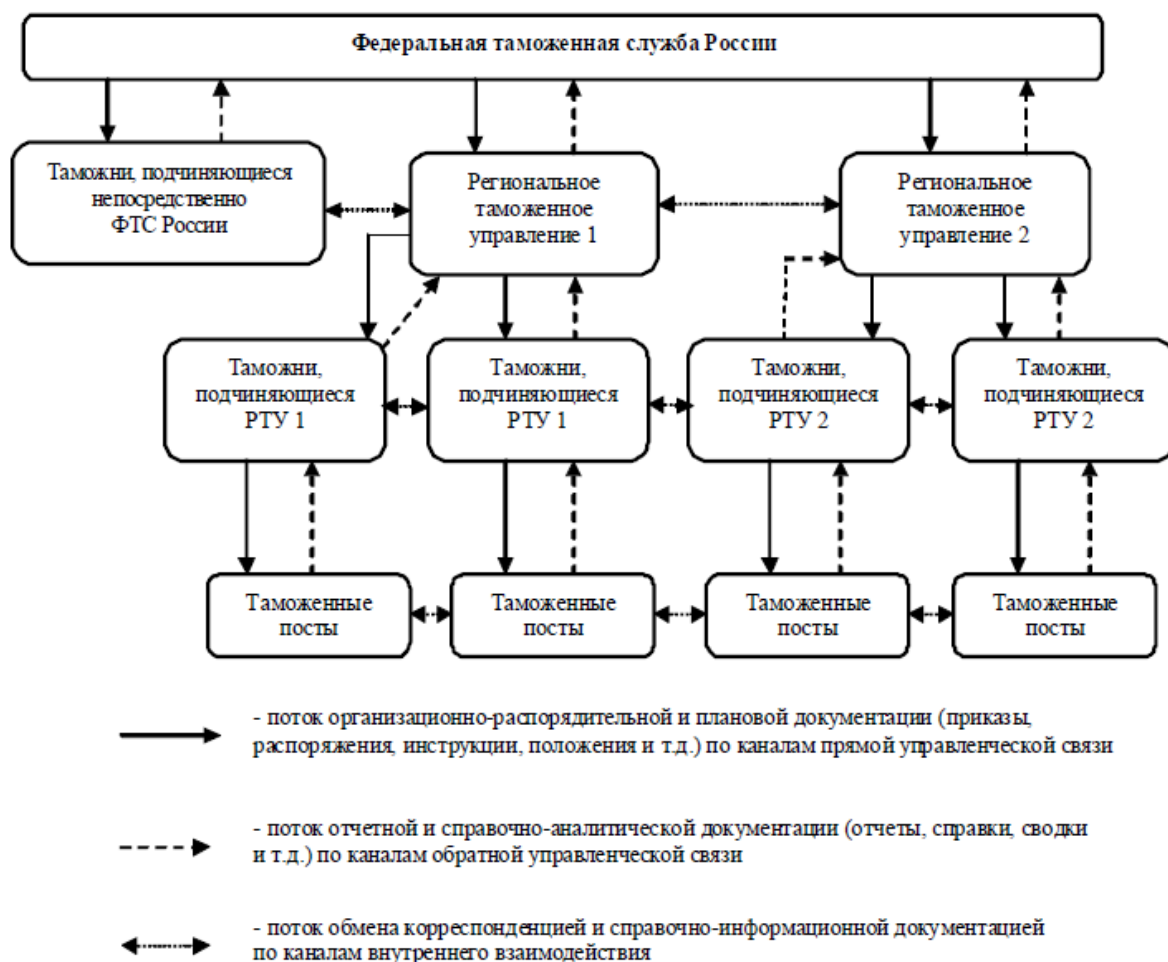 Федеральная таможенная служба России
Таможни, подчиняющиеся
непосредственно
ФТС России
Региональное
таможенное
управление 1
Региональное
таможенное
управление 2
Таможни,
подчиняющиеся
РТУ 1
Таможни,
подчиняющиеся
РТУ 1
Таможни,
подчиняющиеся
РТУ 2
Таможни,
подчиняющиеся
РТУ 2
Таможенные
посты
Таможенные
посты
Таможенные
посты
Таможенные
посты
- поток организационно-распорядительной и плановой документации (приказы,
распоряжения, инструкции, положения и т.д.) по каналам прямой управленческой связи
- поток отчетной и справочно-аналитической документации (отчеты, справки, сводки
и т.д.) по каналам обратной управленческой связи
- поток обмена корреспонденцией и справочно-информационной документацией
по каналам внутреннего взаимодействия